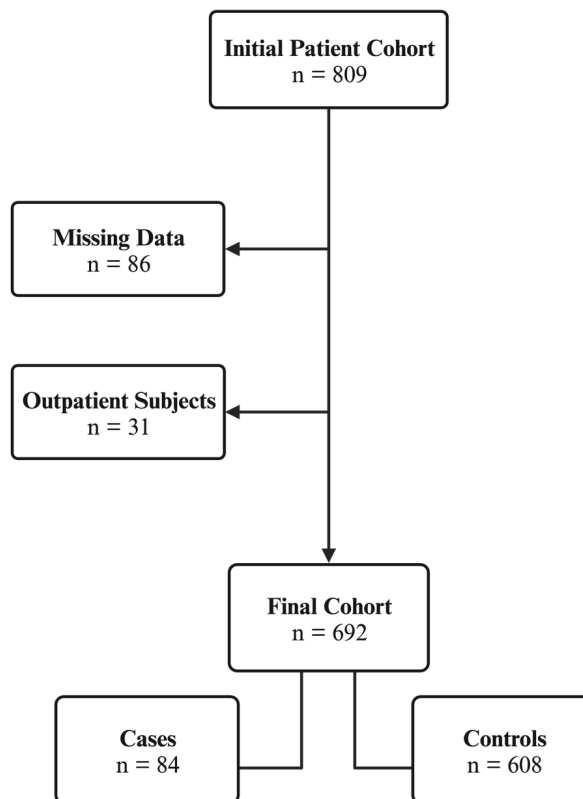 Initial Patient Cohort
n = 809
Missing Data
n = 86
Outpatient Subjects
n = 31
Final Cohort
n = 692
Cases
n = 84
Controls
n = 608